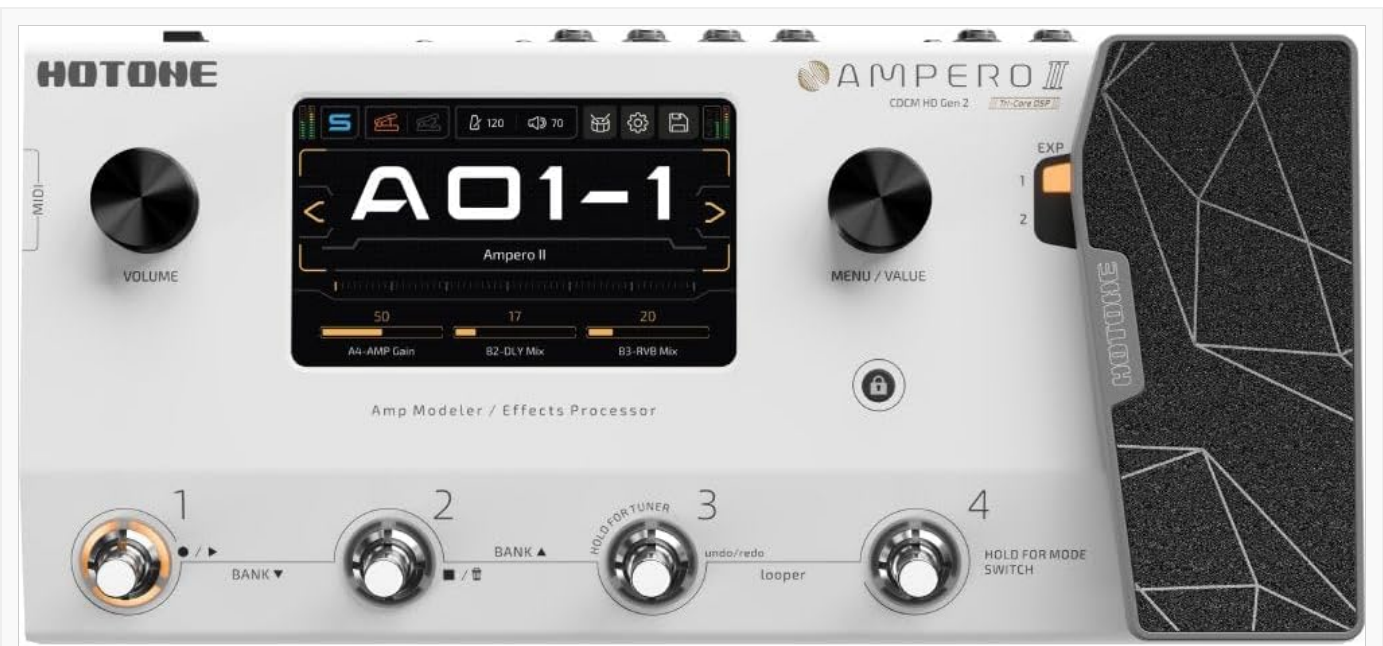 HOTONE
AMPERO II
CDCM HD Gen 2 Tri-Core DSP
S
120 70
A01-1
Ampero II
50 17 20
A4-AMP Gain B2-DLY Mix B3-RVB Mix
MIDI
VOLUME
MENU / VALUE
EXP
1
2
HOTONE
Amp Modeler / Effects Processor
1 2 3 4
HOLD FOR TUNER
BANK ▼
BANK ▲
undo/redo
looper
HOLD FOR MODE
SWITCH